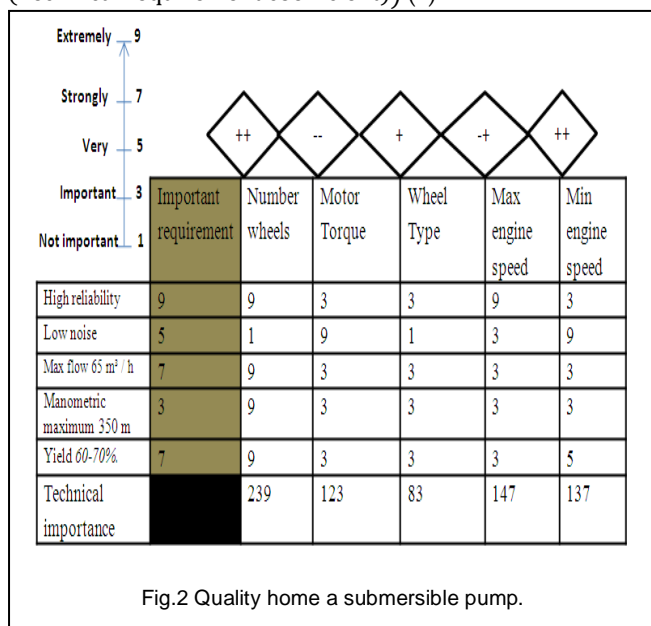 Extremely 9
Strongly 7
Very 5
Important 3
Not important 1
++ -- + -+ ++
Important requirement Number wheels Motor Torque Wheel Type Max engine speed Min engine speed
High reliability 9 9 3 3 9 3
Low noise 5 1 9 1 3 9
Max flow 65 m³ / h 7 9 3 3 3 3
Manometric maximum 350 m 3 9 3 3 3 3
Yield 60-70%. 7 9 3 3 3 5
Technical importance 239 123 83 147 137
Fig.2 Quality home a submersible pump.